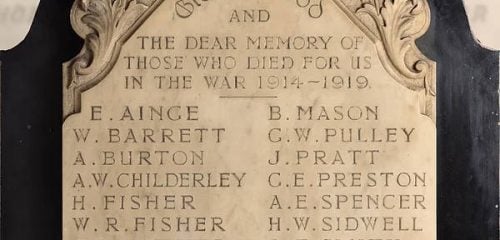 AND
THE DEAR MEMORY OF
THOSE WHO DIED FOR US
IN THE WAR 1914~1919.
E. AINGE B. MASON
W. BARRETT G. W. PULLEY
A. BURTON J. PRATT
A. W. CHILDERLEY G. E. PRESTON
H. FISHER A. E. SPENCER
W. R. FISHER H. W. SIDWELL